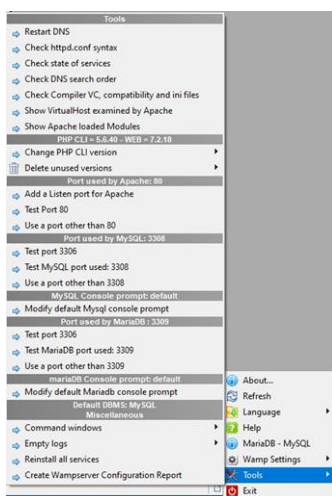 Tools
Restart DNS
Check httpd.conf syntax
Check state of services
Check DNS search order
Check Compiler VC, compatibility and ini files
Show VirtualHost examined by Apache
Show Apache loaded Modules
PHP CLI = 5.6.40 - WEB = 7.2.18
Change PHP CLI version
Delete unused versions
Port used by Apache: 80
Add a Listen port for Apache
Test Port 80
Use a port other than 80
Port used by MySQL: 3308
Test port 3306
Test MySQL port used: 3308
Use a port other than 3308
MySQL Console prompt: default
Modify default Mysql console prompt
Port used by MariaDB : 3309
Test port 3306
Test MariaDB port used: 3309
Use a port other than 3309
mariaDB Console prompt: default
Modify default Mariadb console prompt
Default DBMS: MySQL
Miscellaneous
Command windows
Empty logs
Reinstall all services
Create Wampserver Configuration Report
About...
Refresh
Language
Help
MariaDB - MySQL
Wamp Settings
Tools
Exit